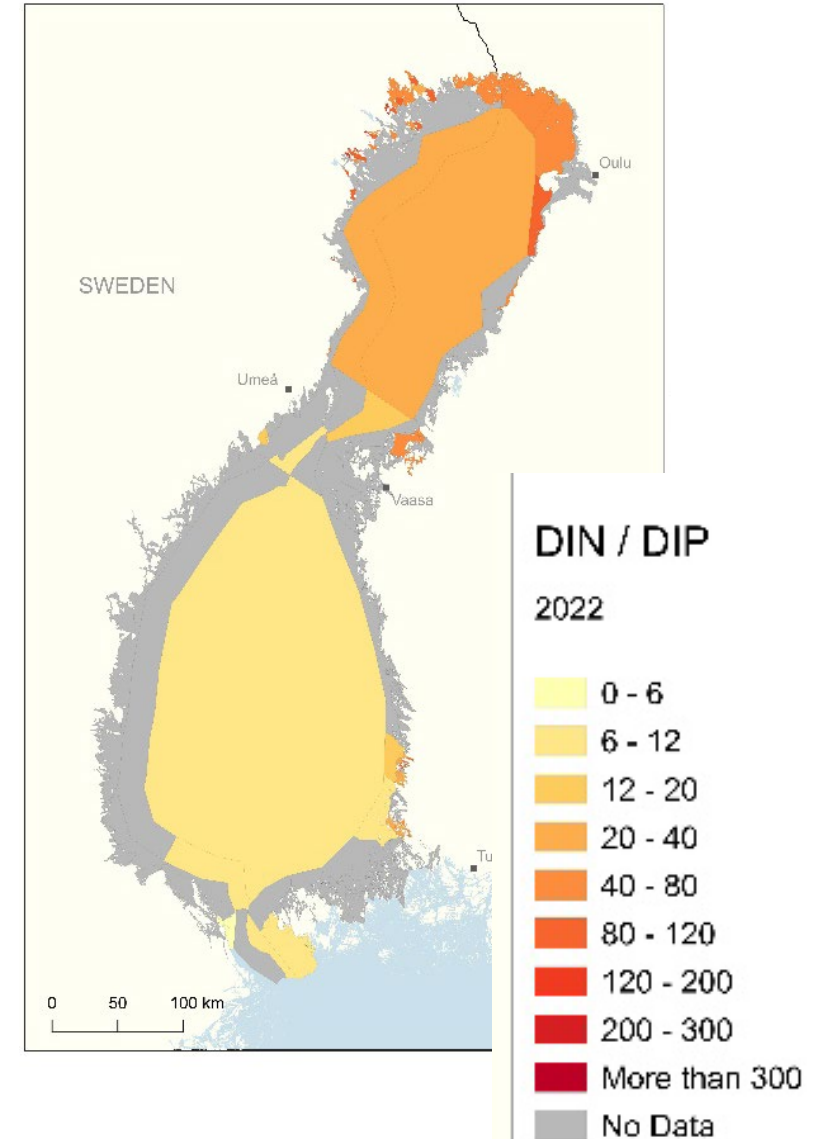 Oulu
SWEDEN
Umeå
Vaasa
Tu
0 50 100 km
DIN / DIP
2022
0 - 6
6 - 12
12 - 20
20 - 40
40 - 80
80 - 120
120 - 200
200 - 300
More than 300
No Data